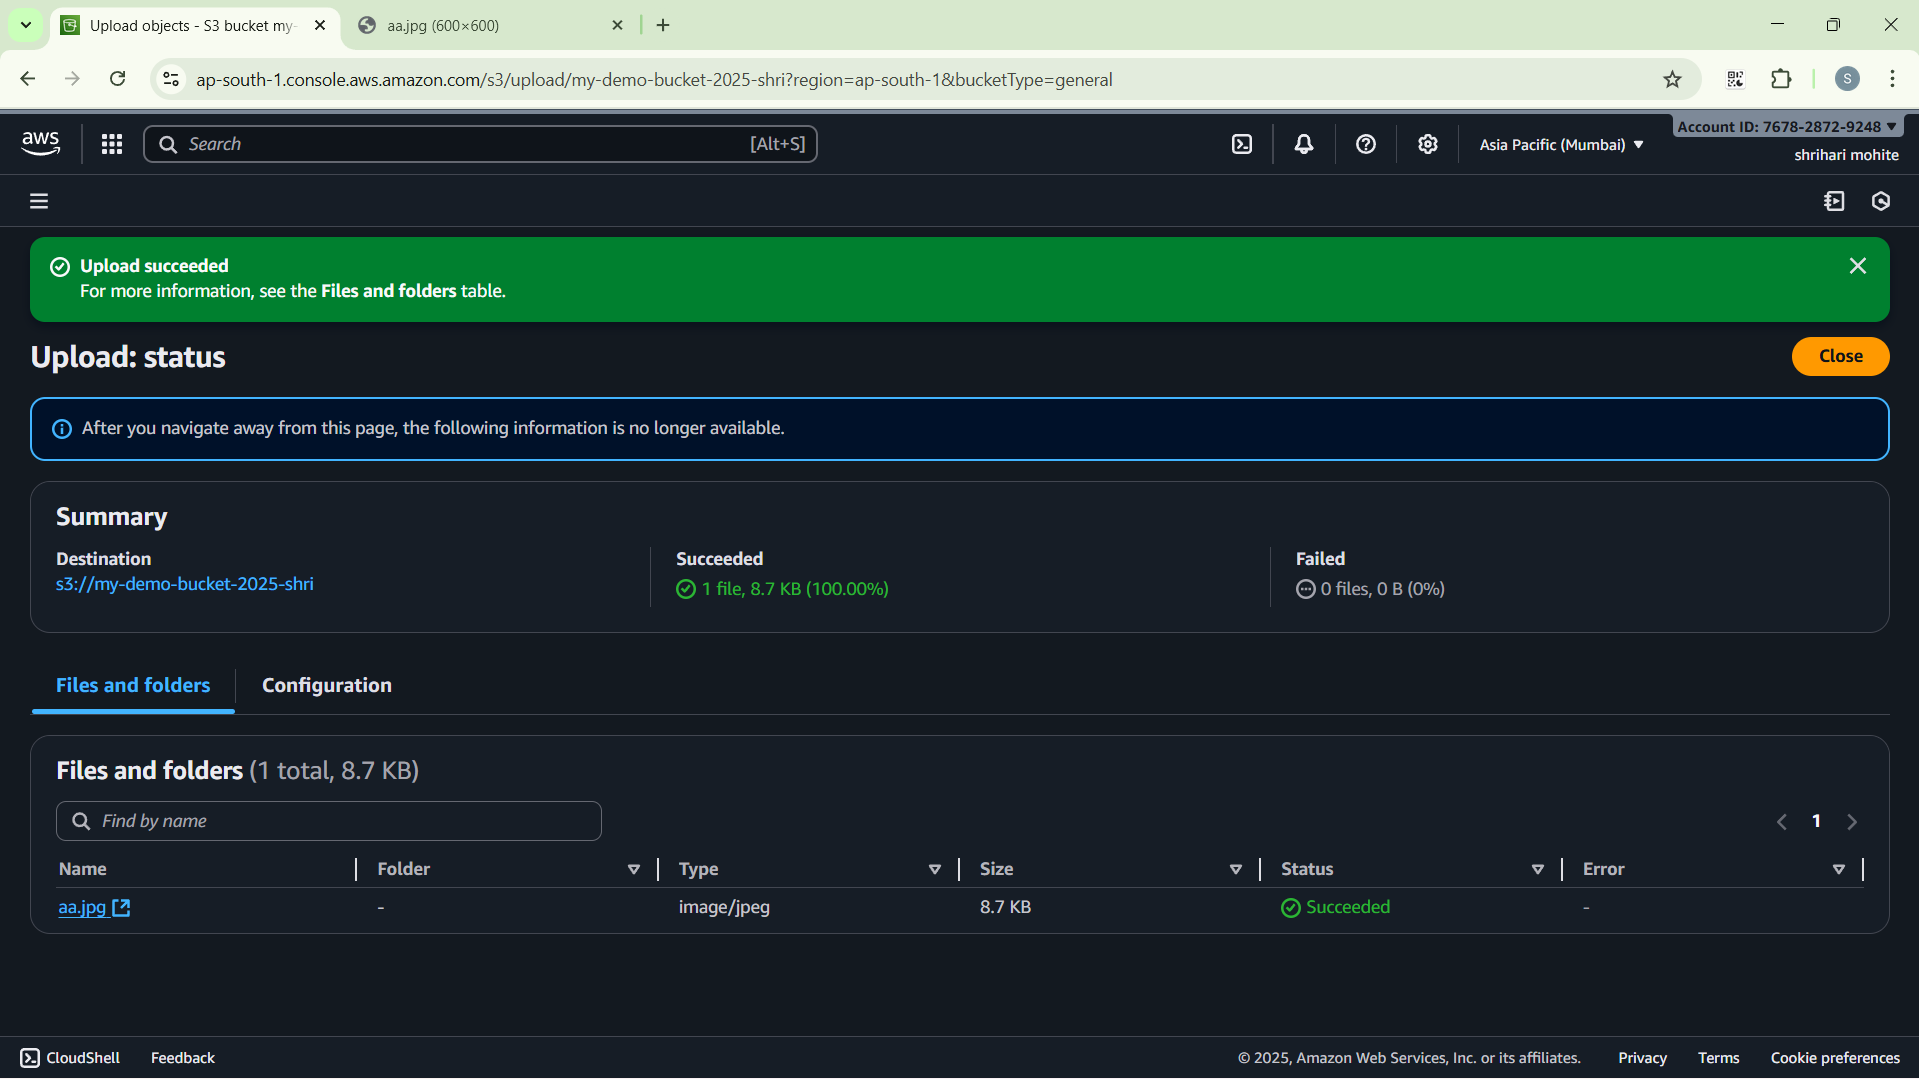 Upload objects - S3 bucket my-
aa.jpg (600×600)
ap-south-1.console.aws.amazon.com/s3/upload/my-demo-bucket-2025-shri?region=ap-south-1&bucketType=general
S
aws
Search
[Alt+S]
Asia Pacific (Mumbai)
Account ID: 7678-2872-9248
shrihari mohite
Upload succeeded
For more information, see the Files and folders table.
Upload: status
Close
After you navigate away from this page, the following information is no longer available.
Summary
Destination
s3://my-demo-bucket-2025-shri
Succeeded
1 file, 8.7 KB (100.00%)
Failed
0 files, 0 B (0%)
Files and folders
Configuration
Files and folders (1 total, 8.7 KB)
Find by name
1
Name Folder Type Size Status Error
aa.jpg - image/jpeg 8.7 KB Succeeded -
CloudShell Feedback © 2025, Amazon Web Services, Inc. or its affiliates. Privacy Terms Cookie preferences